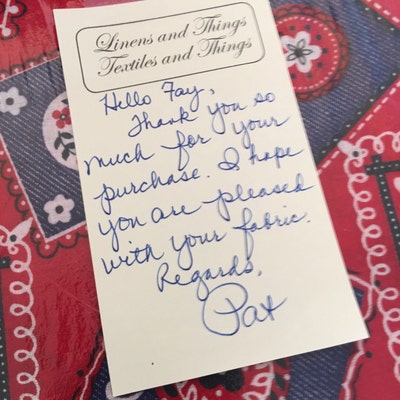 Linens and Things
Textiles and Things
Hello Fay,
Thank you so
much for your
purchase. I hope
you are pleased
with your fabric.
Regards,
Pat